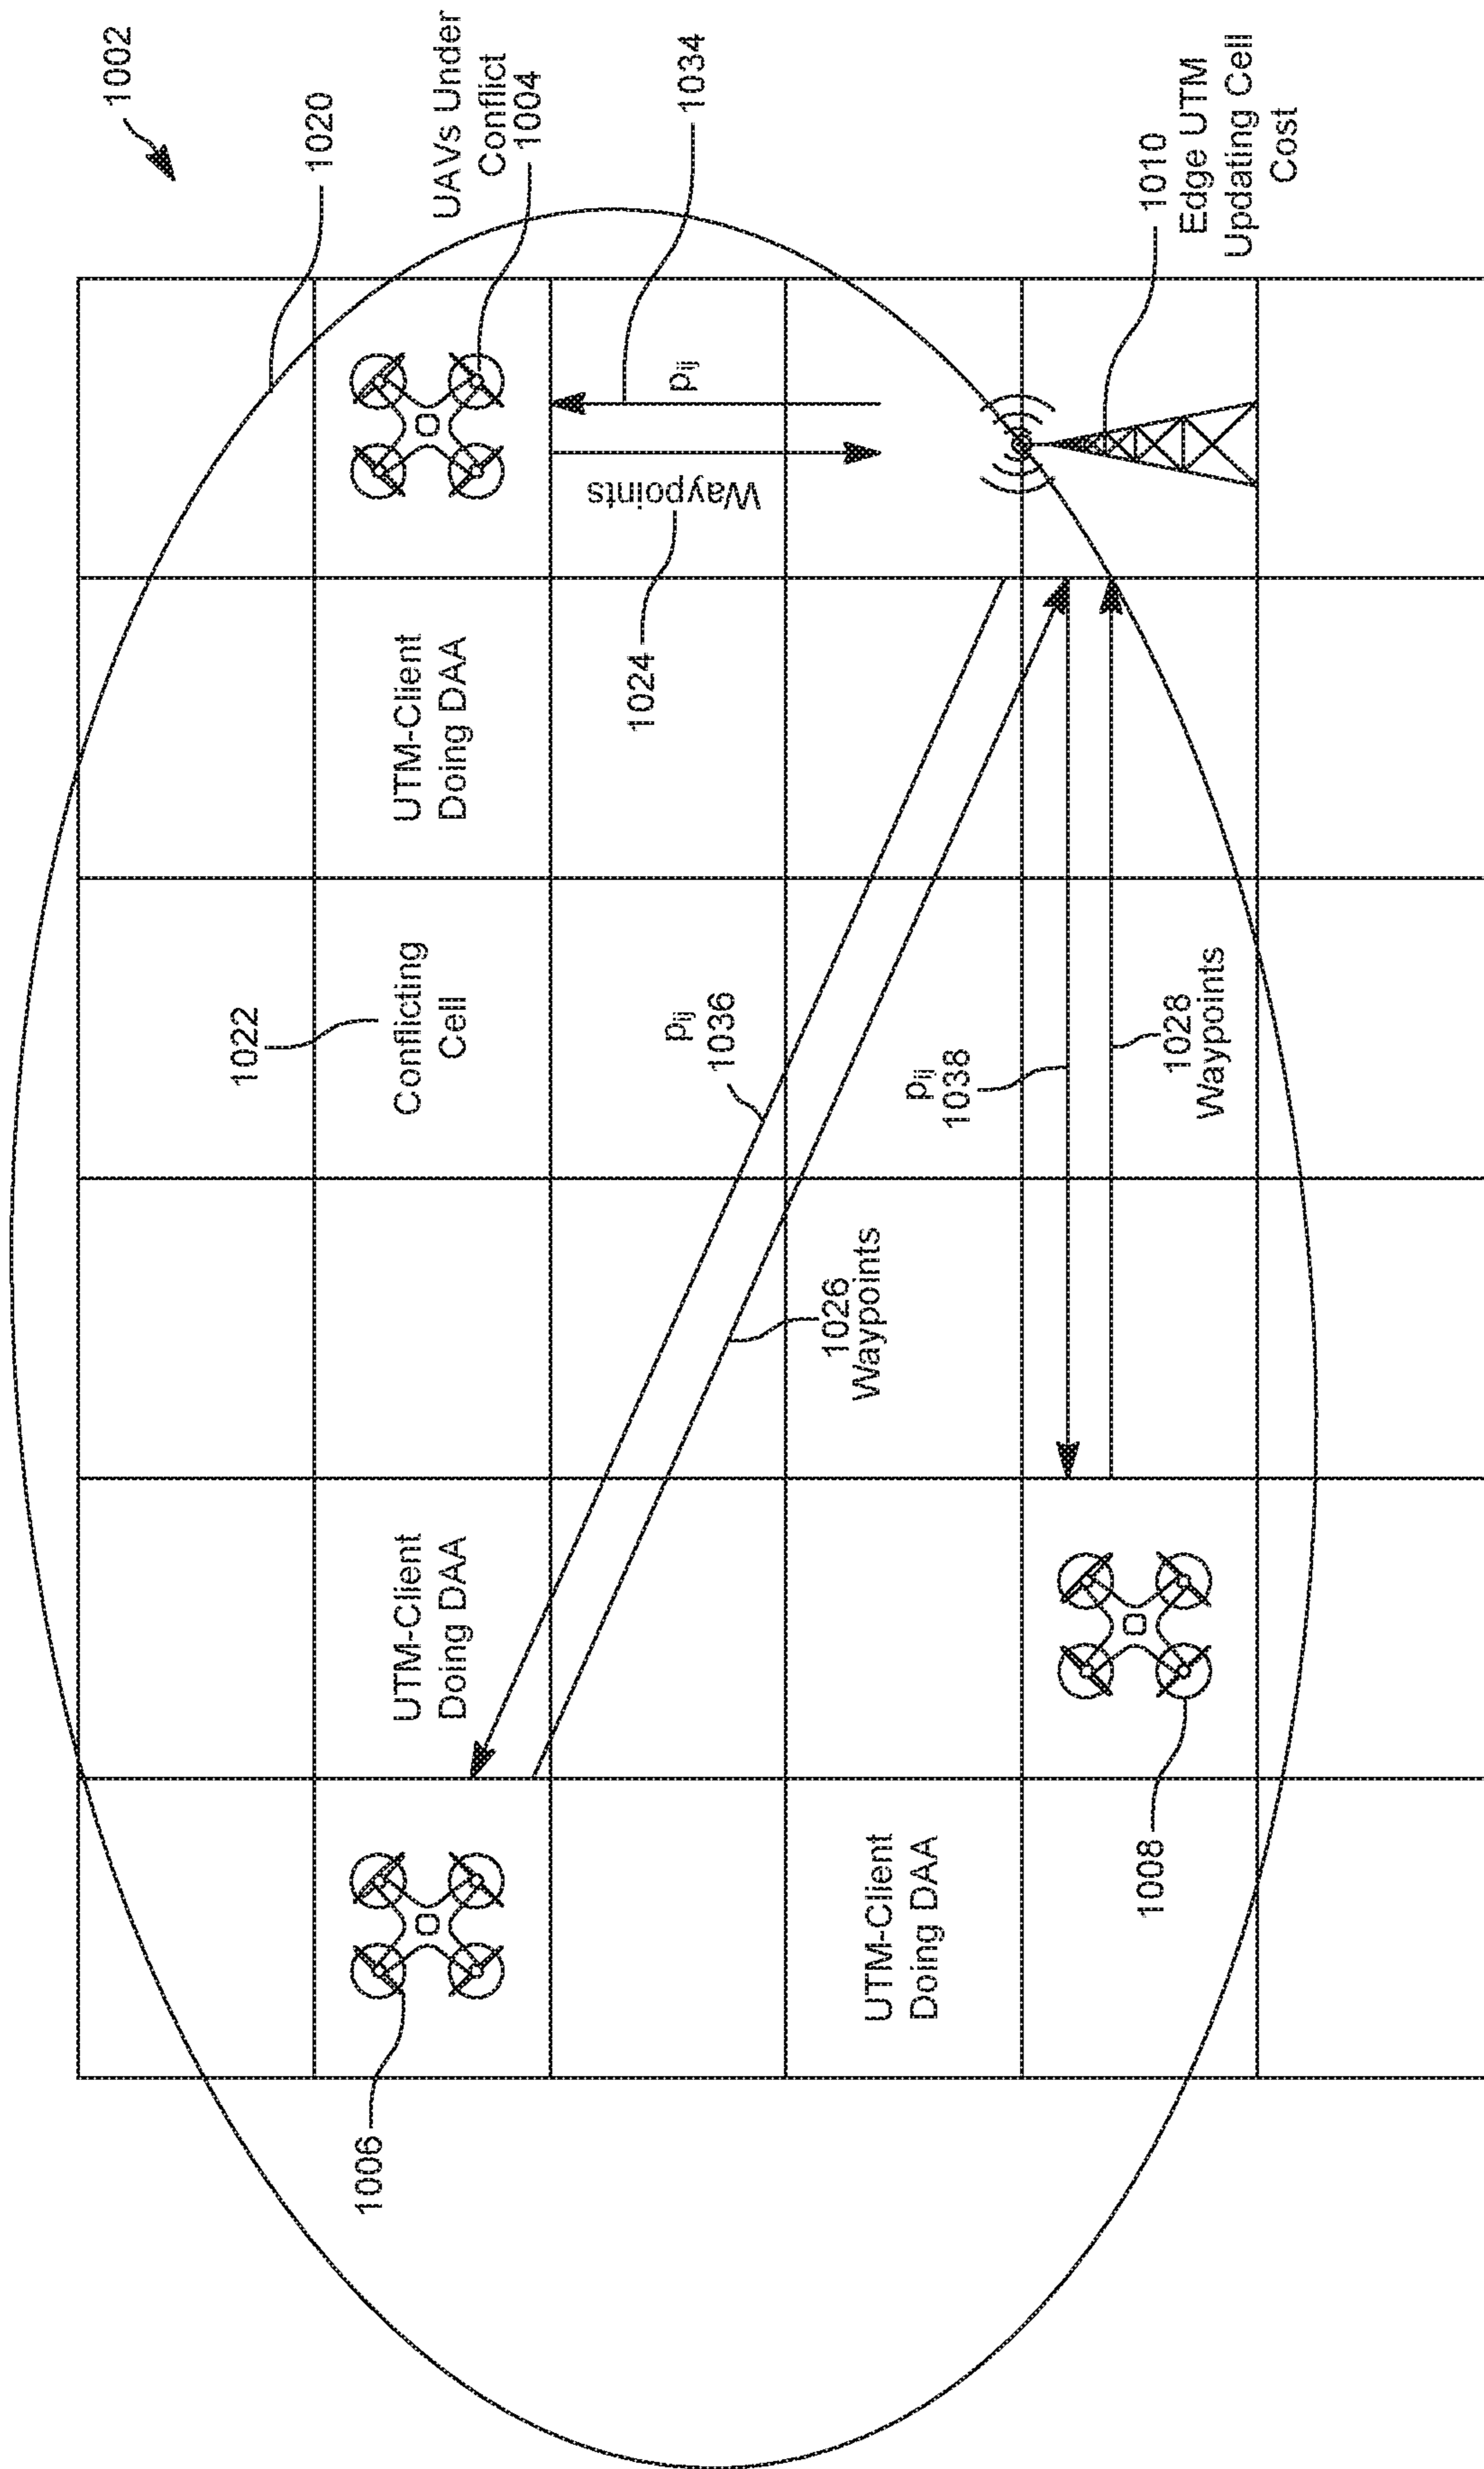 1002
1022
1020
1006
UTM-Client
Doing DAA
Conflicting
Cell
UTM-Client
Doing DAA
UAVs Under
Conflict
1004
1024
Waypoints
pij
1034
pij
1036
1026
Waypoints
UTM-Client
Doing DAA
pij
1038
1008
1028
Waypoints
1010
Edge UTM
Updating Cell
Cost